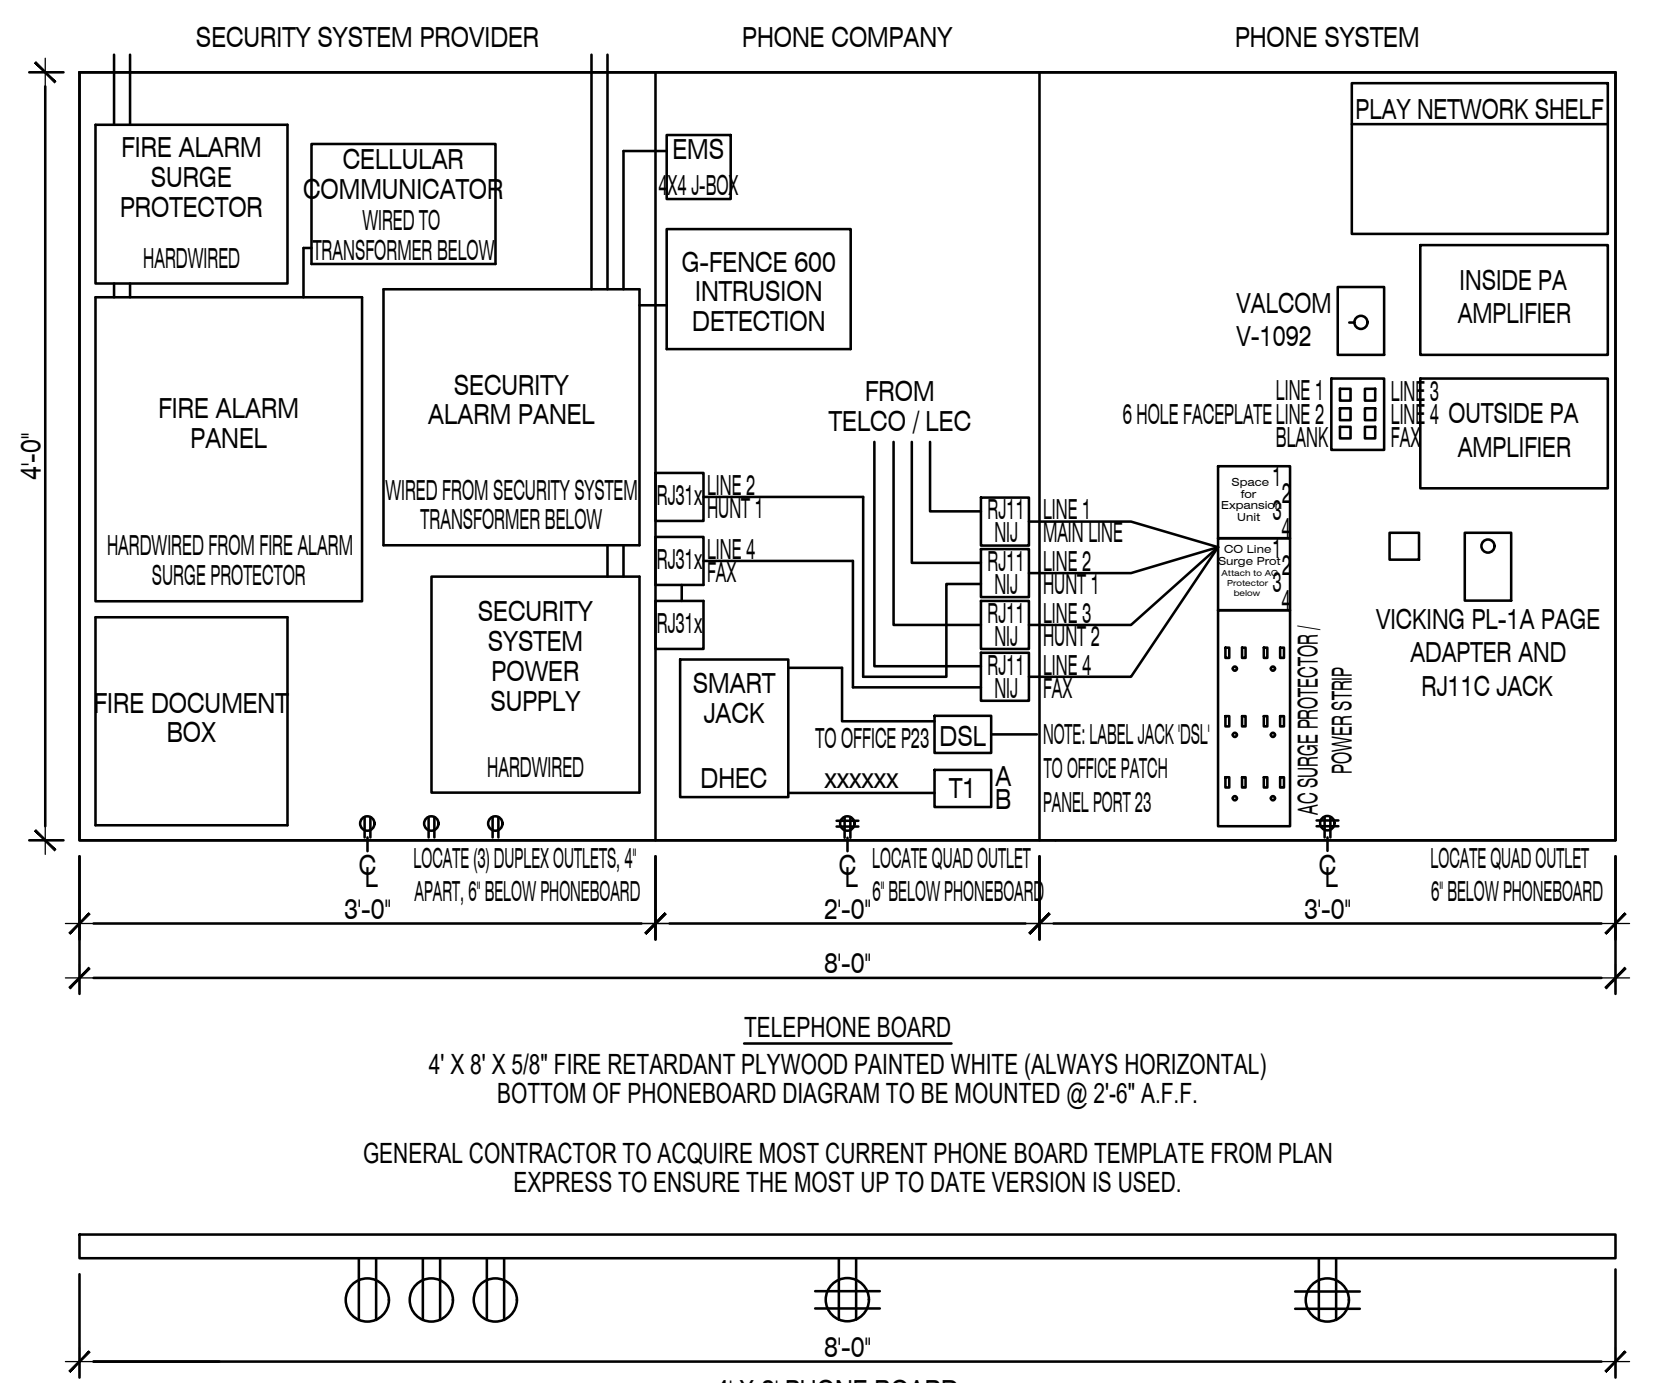 SECURITY SYSTEM PROVIDER
PHONE COMPANY
PHONE SYSTEM
4'-0"
FIRE ALARM
SURGE
PROTECTOR
HARDWIRED
CELLULAR
COMMUNICATOR
WIRED TO
TRANSFORMER BELOW
FIRE ALARM
PANEL
HARDWIRED FROM FIRE ALARM
SURGE PROTECTOR
SECURITY
ALARM PANEL
WIRED FROM SECURITY SYSTEM
TRANSFORMER BELOW
FIRE DOCUMENT
BOX
SECURITY
SYSTEM
POWER
SUPPLY
HARDWIRED
EMS
4X4 J-BOX
G-FENCE 600
INTRUSION
DETECTION
FROM
TELCO / LEC
RJ31x
LINE 2
HUNT 1
RJ31x
LINE 4
FAX
RJ31x
RJ11
NIJ
LINE 1
MAIN LINE
RJ11
NIJ
LINE 2
HUNT 1
RJ11
NIJ
LINE 3
HUNT 2
RJ11
NIJ
LINE 4
FAX
SMART
JACK
DHEC
TO OFFICE P23
DSL
XXXXXX
T1
A
B
NOTE: LABEL JACK 'DSL'
TO OFFICE PATCH
PANEL PORT 23
PLAY NETWORK SHELF
INSIDE PA
AMPLIFIER
VALCOM
V-1092
LINE 1
6 HOLE FACEPLATE LINE 2
BLANK
LINE 3
LINE 4
FAX
OUTSIDE PA
AMPLIFIER
Space
for
Expansion
Unit
1
2
3
4
CO Line
Surge Prot
Attach to AC
Protector
below
1
2
3
4
AC SURGE PROTECTOR /
POWER STRIP
VICKING PL-1A PAGE
ADAPTER AND
RJ11C JACK
CL
LOCATE (3) DUPLEX OUTLETS, 4"
APART, 6" BELOW PHONEBOARD
CL
LOCATE QUAD OUTLET
6" BELOW PHONEBOARD
CL
LOCATE QUAD OUTLET
6" BELOW PHONEBOARD
3'-0"
2'-0"
3'-0"
8'-0"
TELEPHONE BOARD
4' X 8' X 5/8" FIRE RETARDANT PLYWOOD PAINTED WHITE (ALWAYS HORIZONTAL)
BOTTOM OF PHONEBOARD DIAGRAM TO BE MOUNTED @ 2'-6" A.F.F.
GENERAL CONTRACTOR TO ACQUIRE MOST CURRENT PHONE BOARD TEMPLATE FROM PLAN
EXPRESS TO ENSURE THE MOST UP TO DATE VERSION IS USED.
8'-0"